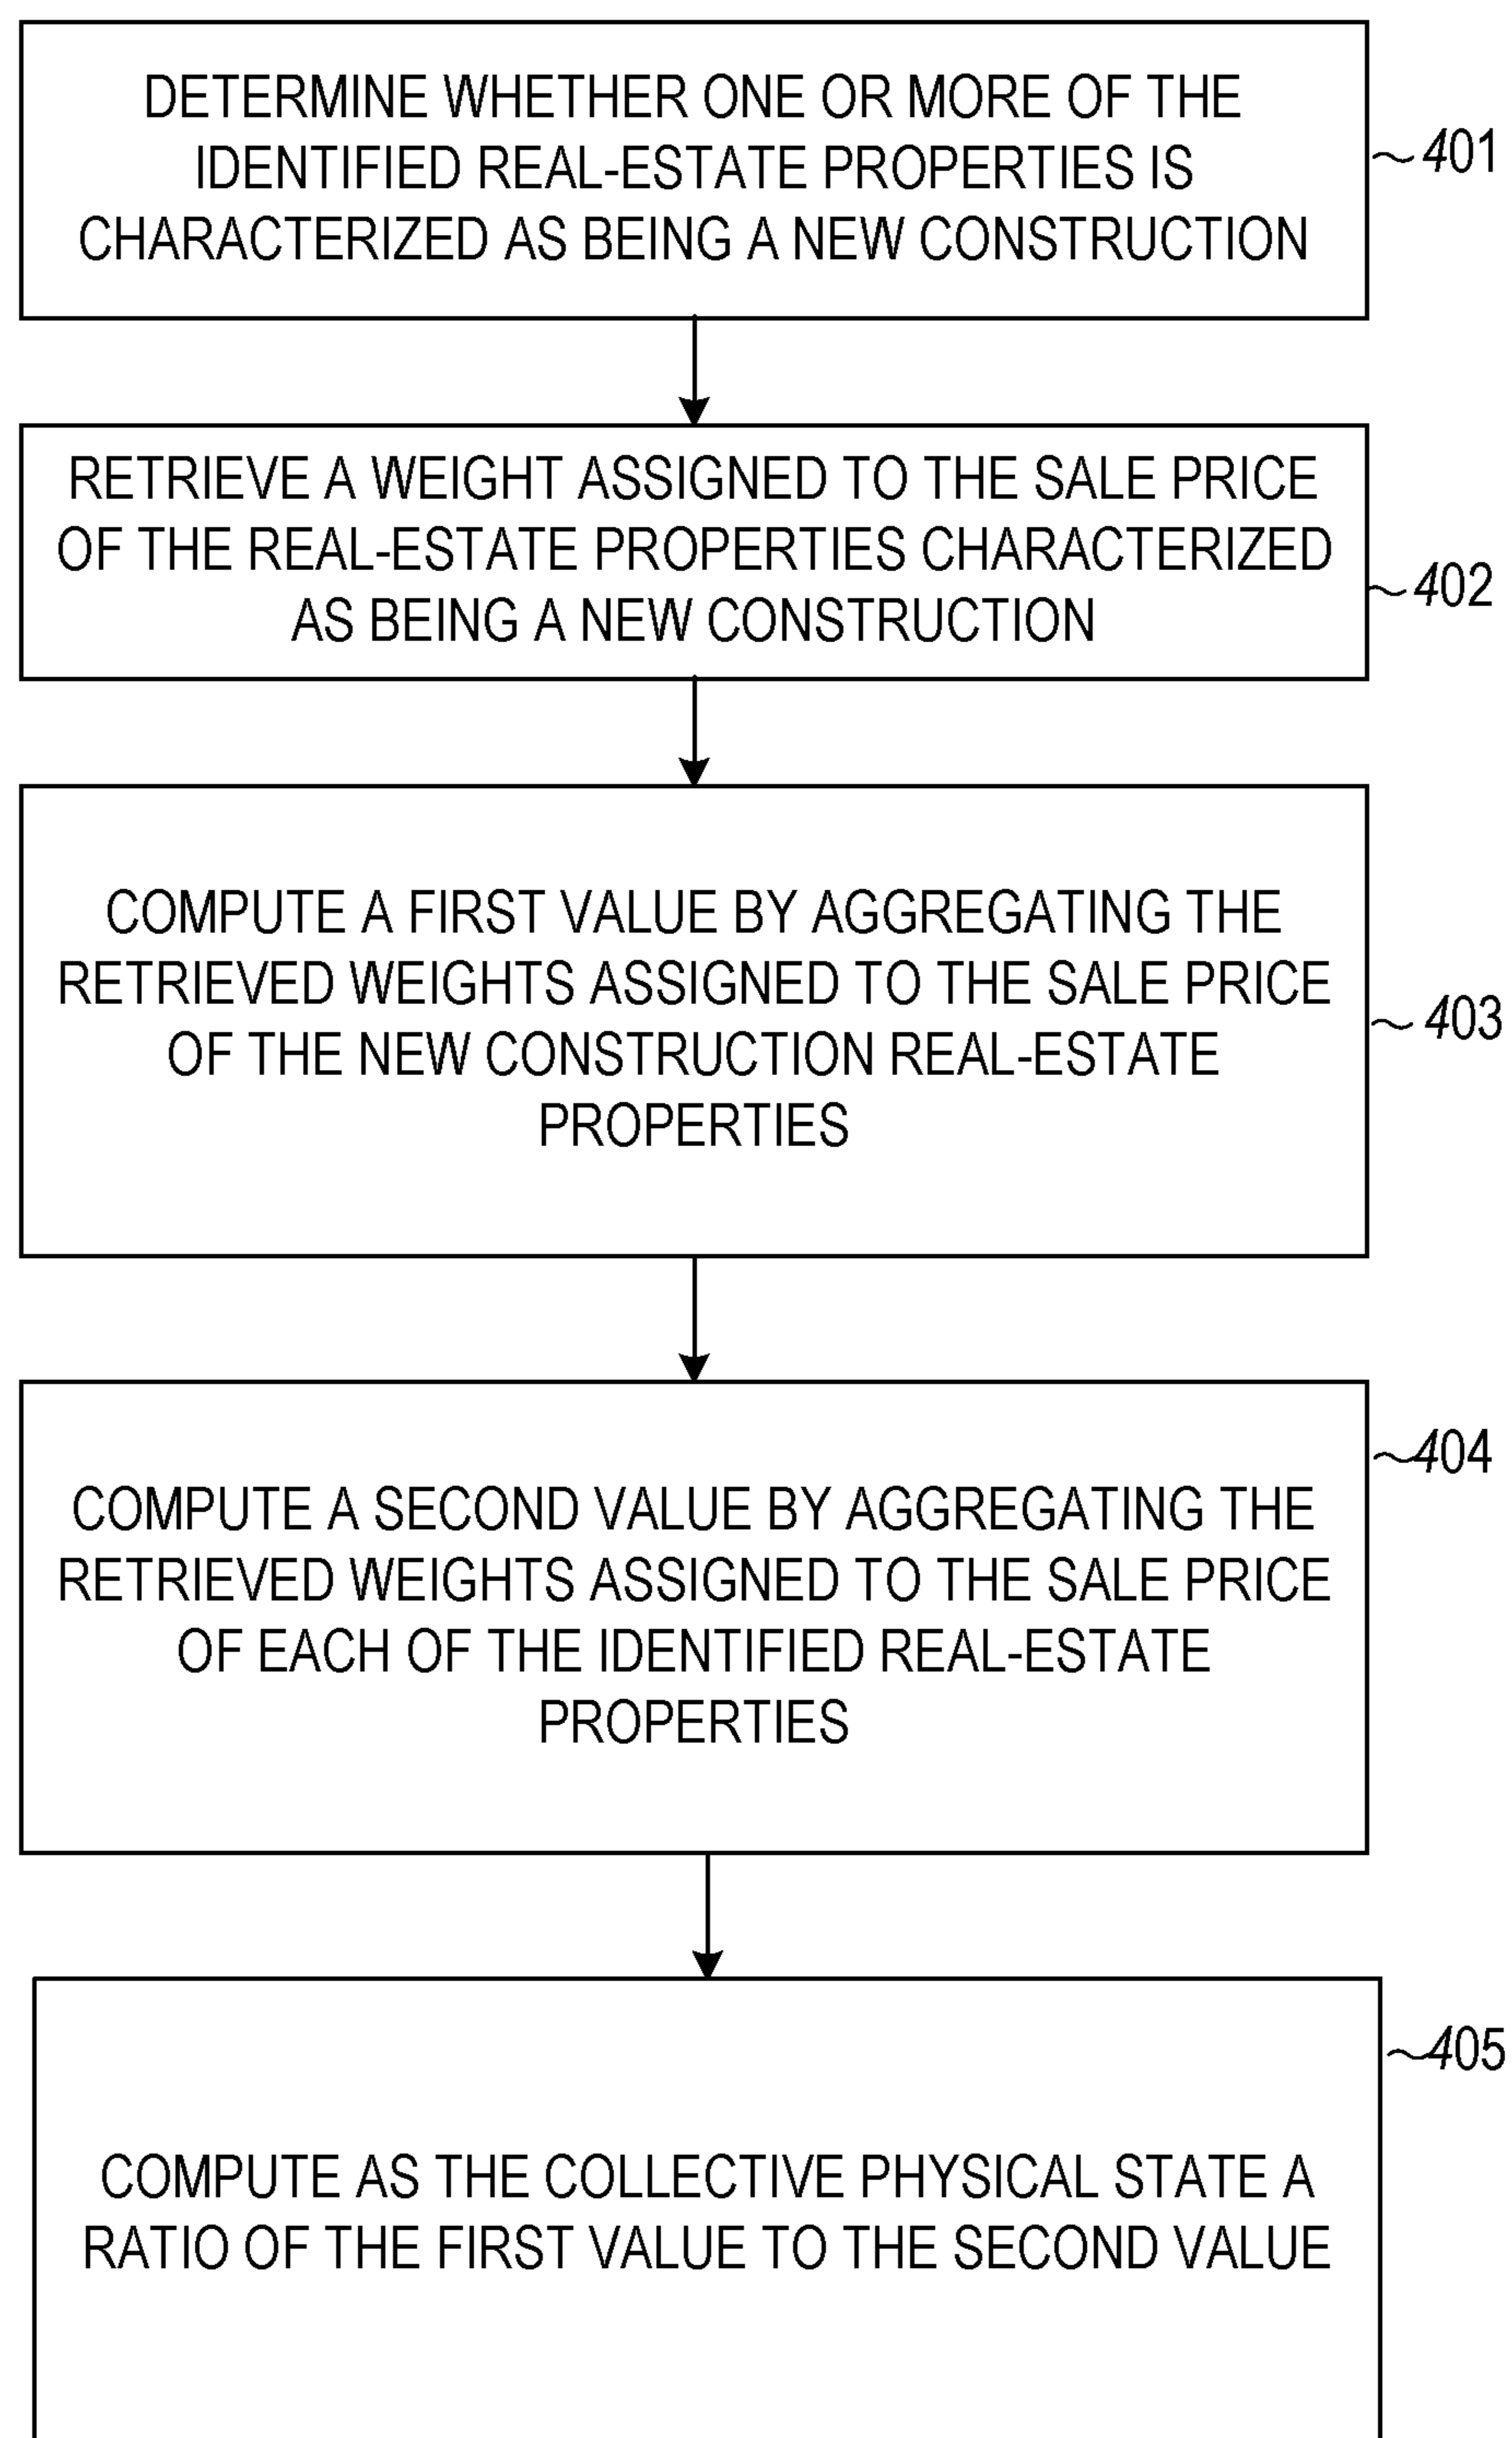 DETERMINE WHETHER ONE OR MORE OF THE
IDENTIFIED REAL-ESTATE PROPERTIES IS
CHARACTERIZED AS BEING A NEW CONSTRUCTION
401
RETRIEVE A WEIGHT ASSIGNED TO THE SALE PRICE
OF THE REAL-ESTATE PROPERTIES CHARACTERIZED
AS BEING A NEW CONSTRUCTION
402
COMPUTE A FIRST VALUE BY AGGREGATING THE
RETRIEVED WEIGHTS ASSIGNED TO THE SALE PRICE
OF THE NEW CONSTRUCTION REAL-ESTATE
PROPERTIES
403
COMPUTE A SECOND VALUE BY AGGREGATING THE
RETRIEVED WEIGHTS ASSIGNED TO THE SALE PRICE
OF EACH OF THE IDENTIFIED REAL-ESTATE
PROPERTIES
404
COMPUTE AS THE COLLECTIVE PHYSICAL STATE A
RATIO OF THE FIRST VALUE TO THE SECOND VALUE
405